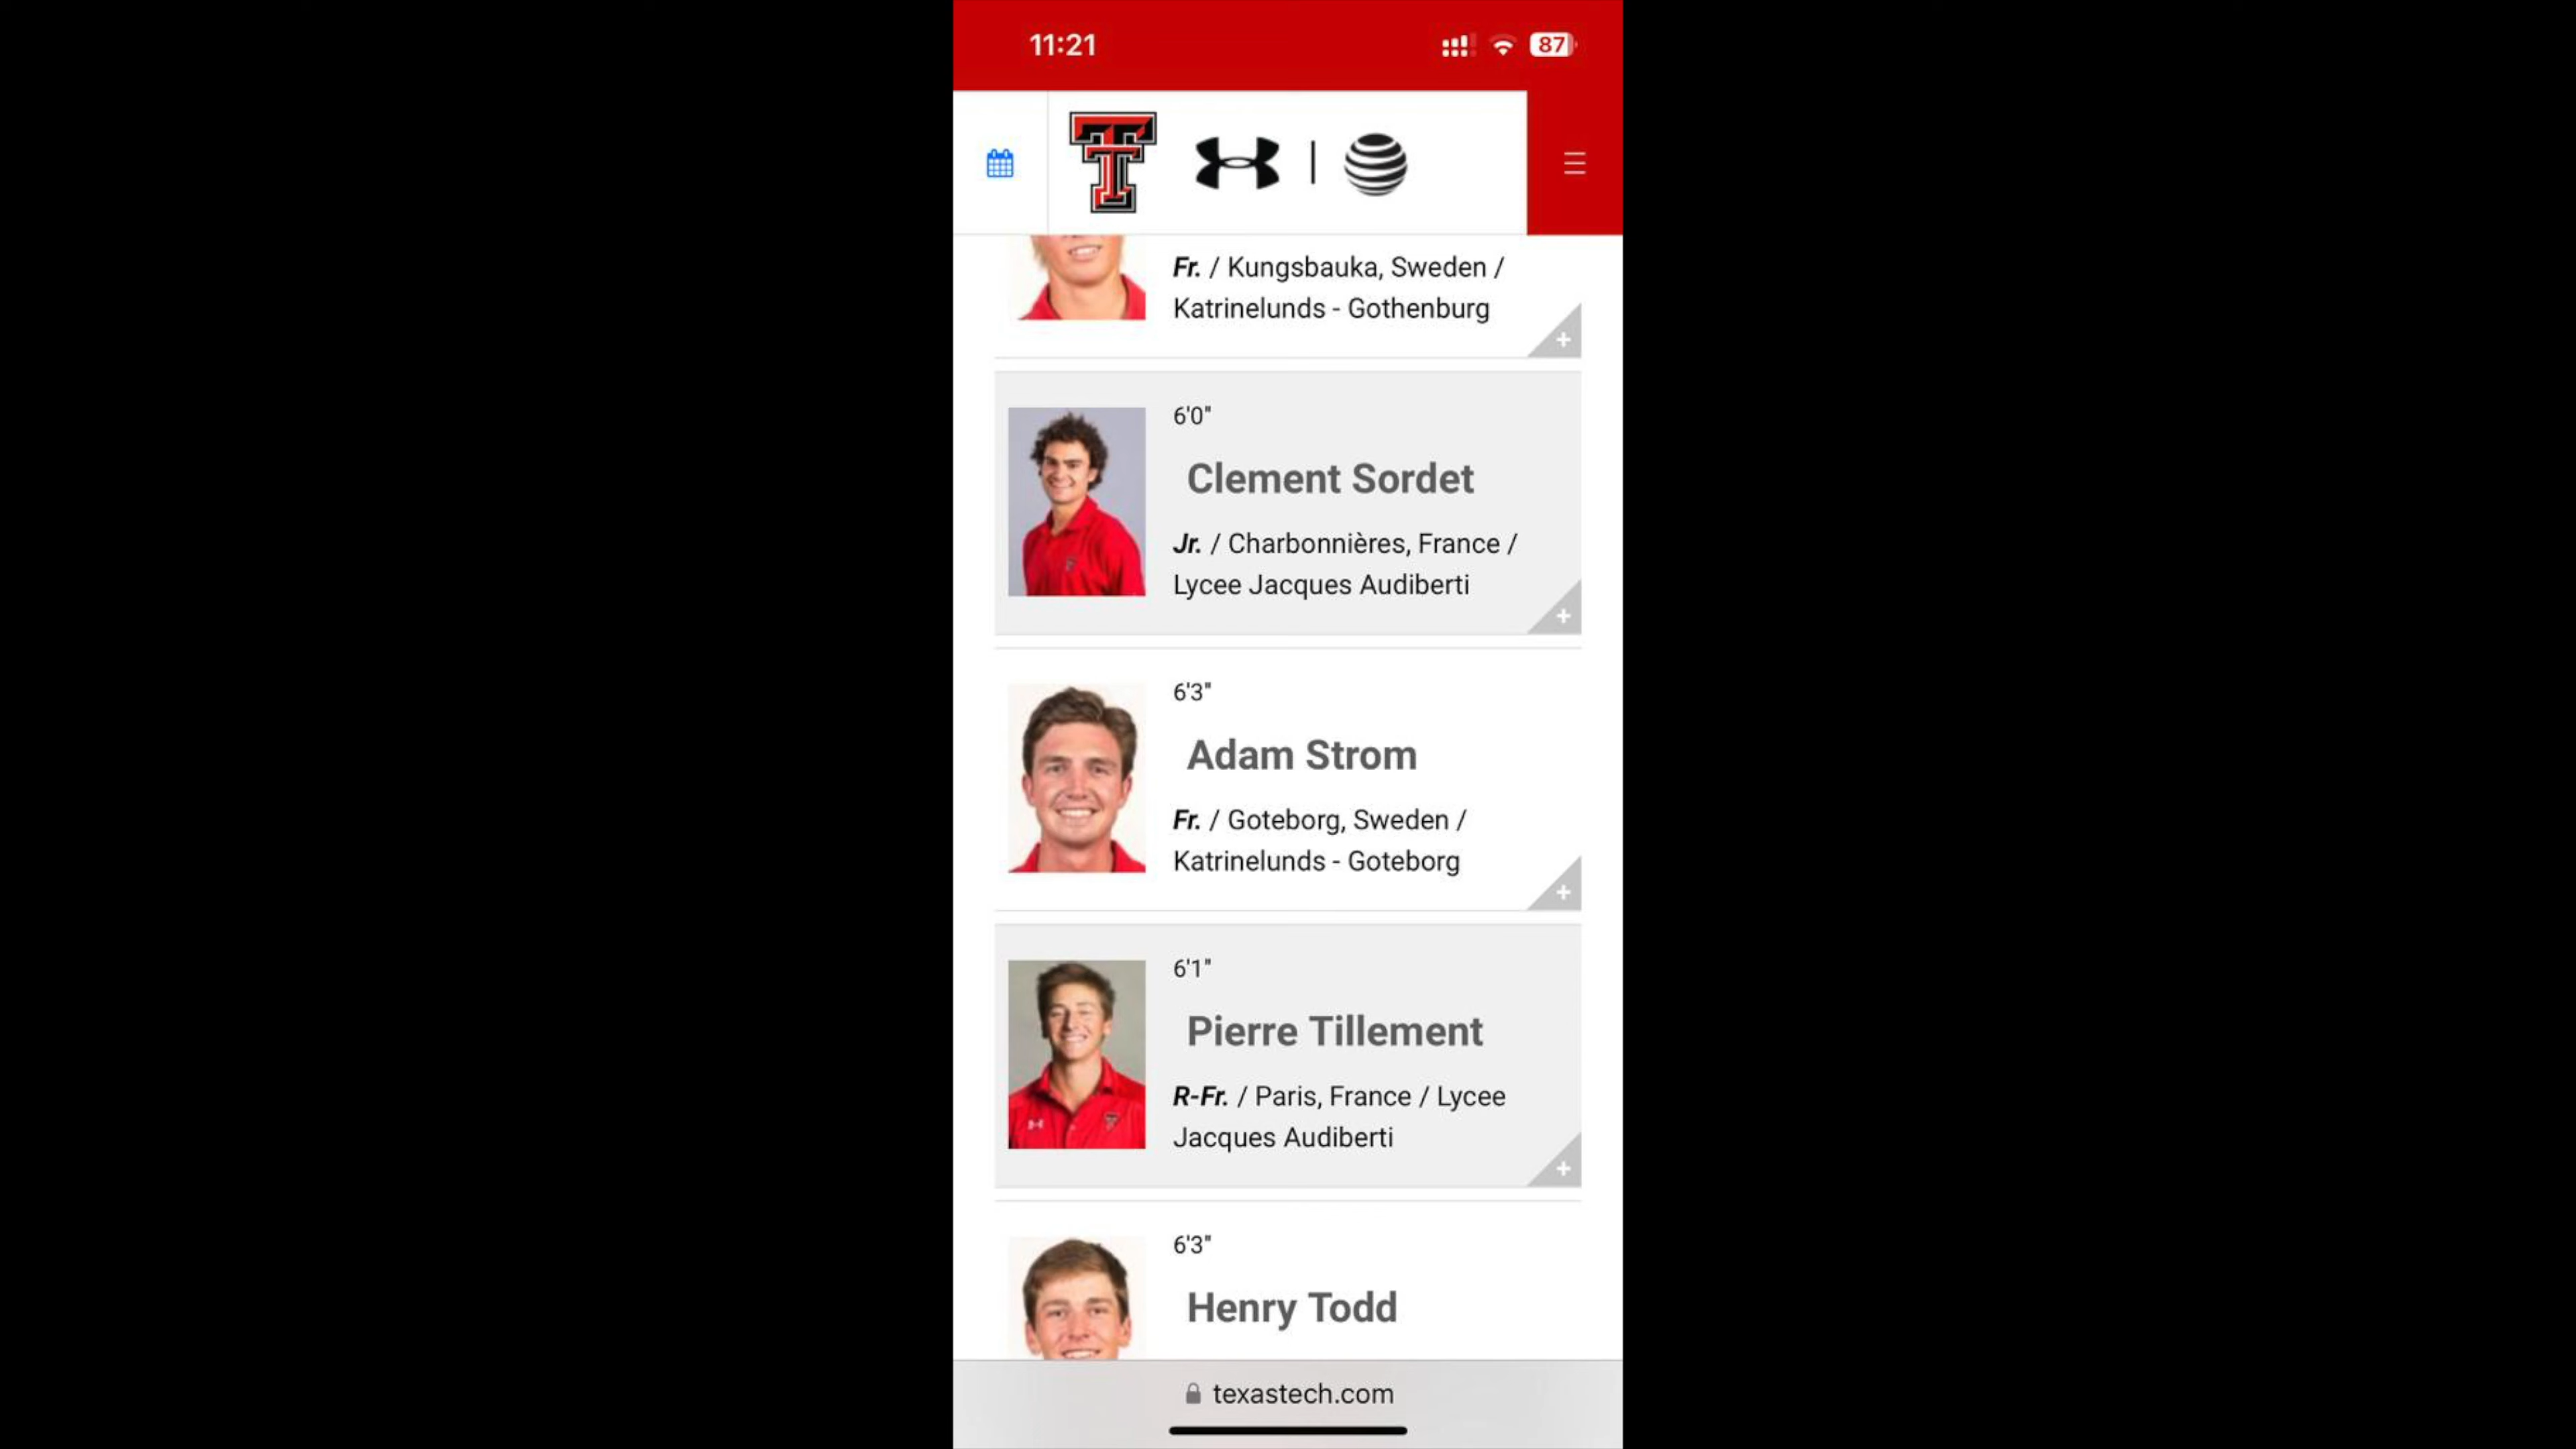 11:21
87
Fr. / Kungsbauka, Sweden /
Katrinelunds - Gothenburg
6'0"
Clement Sordet
Jr. / Charbonnières, France /
Lycee Jacques Audiberti
6'3"
Adam Strom
Fr. / Goteborg, Sweden /
Katrinelunds - Goteborg
6'1"
Pierre Tillement
R-Fr. / Paris, France / Lycee
Jacques Audiberti
6'3"
Henry Todd
texastech.com